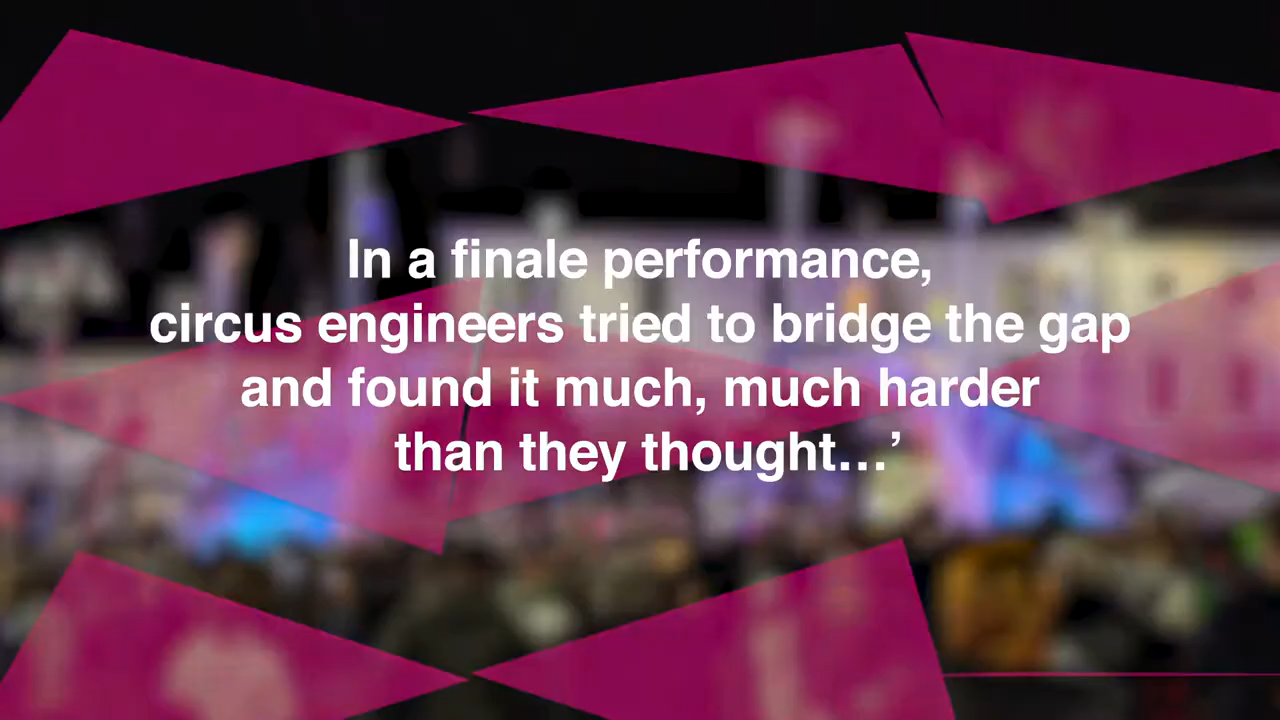 In a finale performance,
circus engineers tried to bridge the gap
and found it much, much harder
than they thought…’